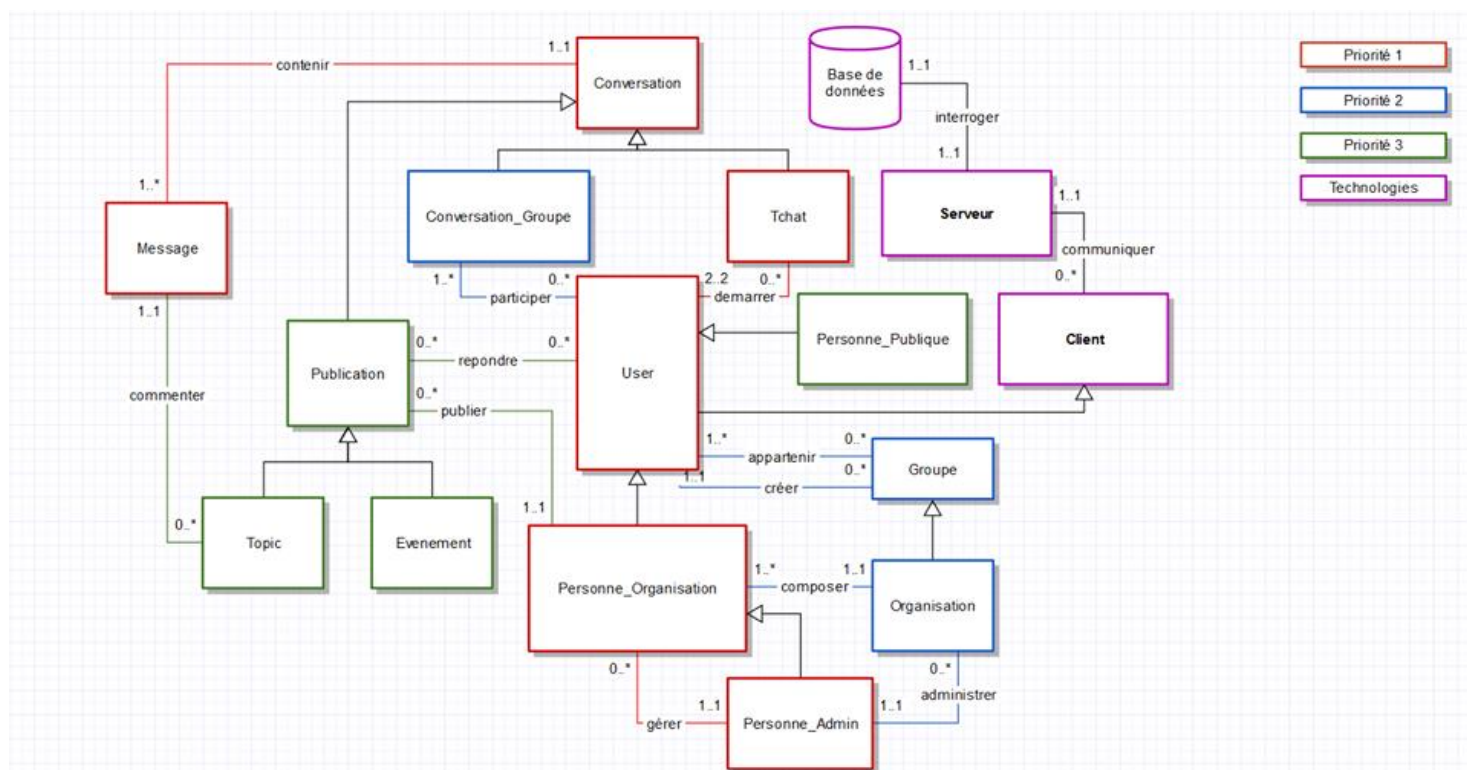 1..1
contenir
Conversation
Base de
données
1..1
interroger
Priorité 1
Priorité 2
Priorité 3
Technologies
1..*
Message
1..1
Conversation_Groupe
Tchat
1..1
Serveur
1..1
communiquer
0..*
1..*
participer
0..*
2..2
demarrer
0..*
Publication
0..*
repondre
0..*
User
Personne_Publique
Client
commenter
0..*
publier
1..*
appartenir
0..*
1..1
créer
0..*
Groupe
0..*
Topic
Evenement
1..1
Personne_Organisation
1..*
composer
1..1
Organisation
0..*
gérer
1..1
Personne_Admin
1..1
administrer
0..*